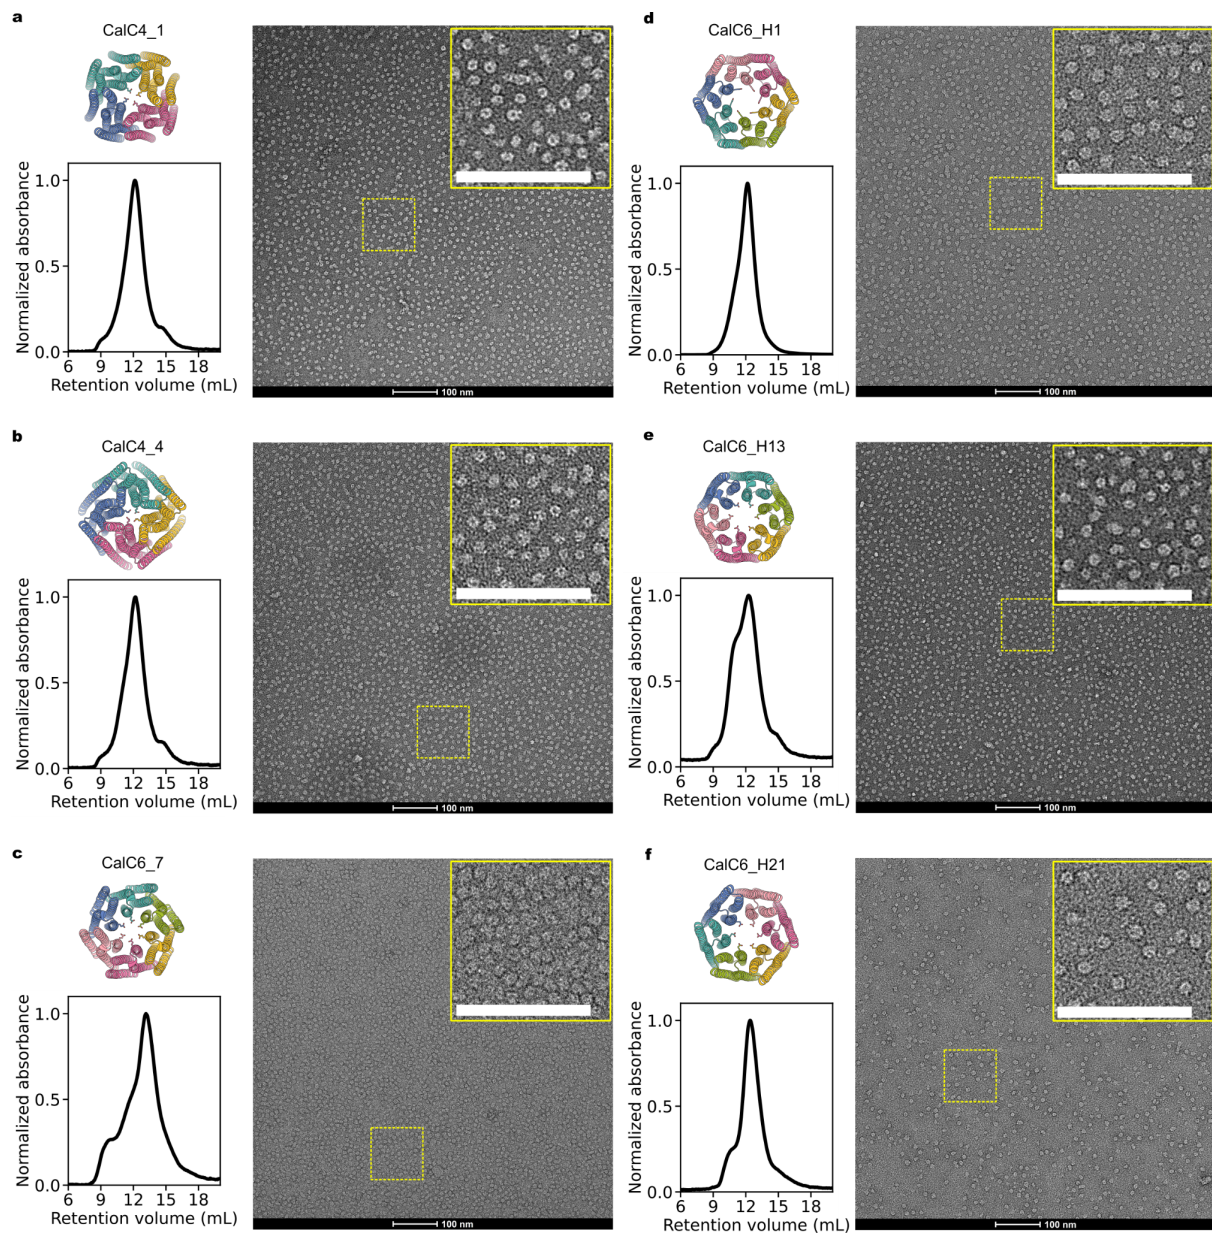 a
CalC4_1
Normalized absorbance
1.0
0.5
0.0
6 9 12 15 18
Retention volume (mL)
100 nm
b
CalC4_4
Normalized absorbance
1.0
0.5
0.0
6 9 12 15 18
Retention volume (mL)
100 nm
c
CalC6_7
Normalized absorbance
1.0
0.5
0.0
6 9 12 15 18
Retention volume (mL)
100 nm
d
CalC6_H1
Normalized absorbance
1.0
0.5
0.0
6 9 12 15 18
Retention volume (mL)
100 nm
e
CalC6_H13
Normalized absorbance
1.0
0.5
0.0
6 9 12 15 18
Retention volume (mL)
100 nm
f
CalC6_H21
Normalized absorbance
1.0
0.5
0.0
6 9 12 15 18
Retention volume (mL)
100 nm